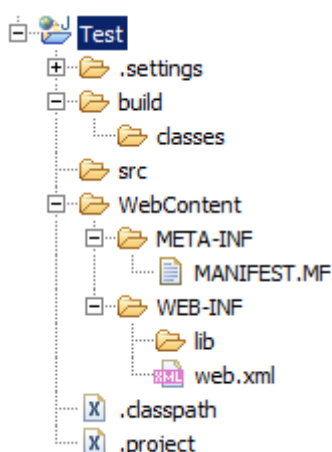 Test
.settings
build
classes
src
WebContent
META-INF
MANIFEST.MF
WEB-INF
lib
web.xml
.classpath
.project